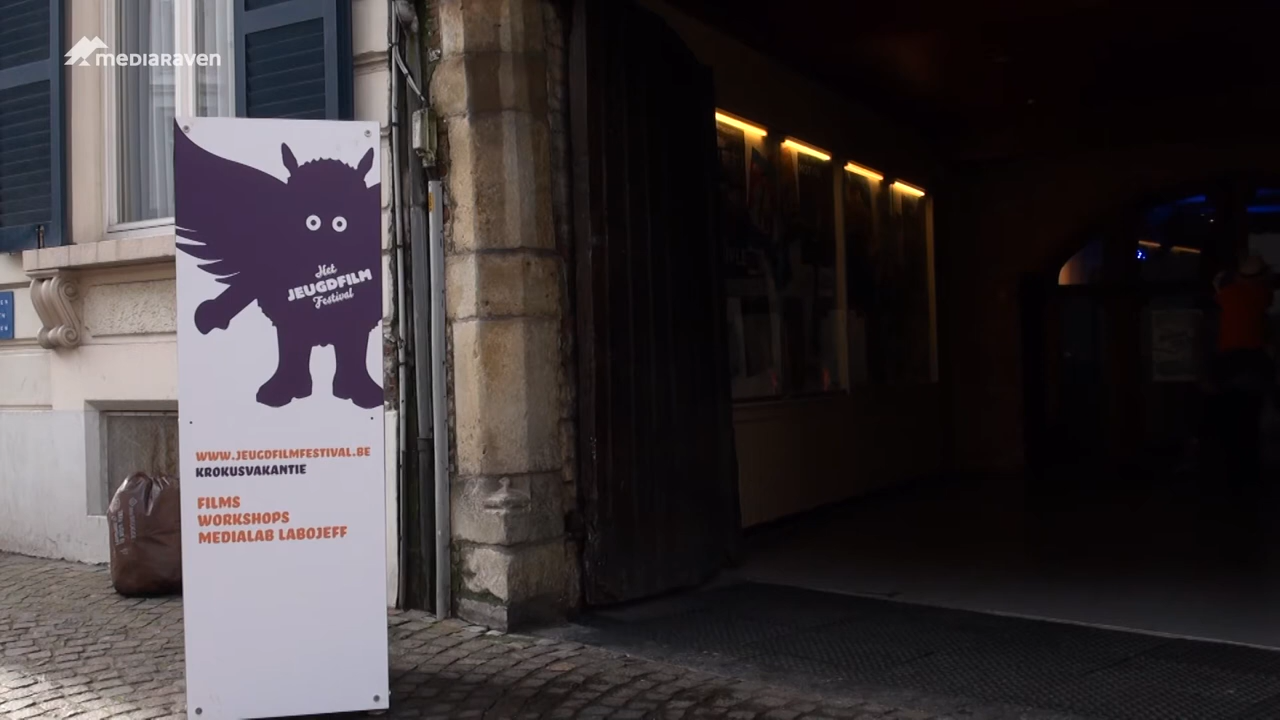 mediaraven
Het
JEUGDFILM
Festival
WWW.JEUGDFILMFESTIVAL.BE
KROKUSVAKANTIE
FILMS
WORKSHOPS
MEDIALAB LABOJEFF